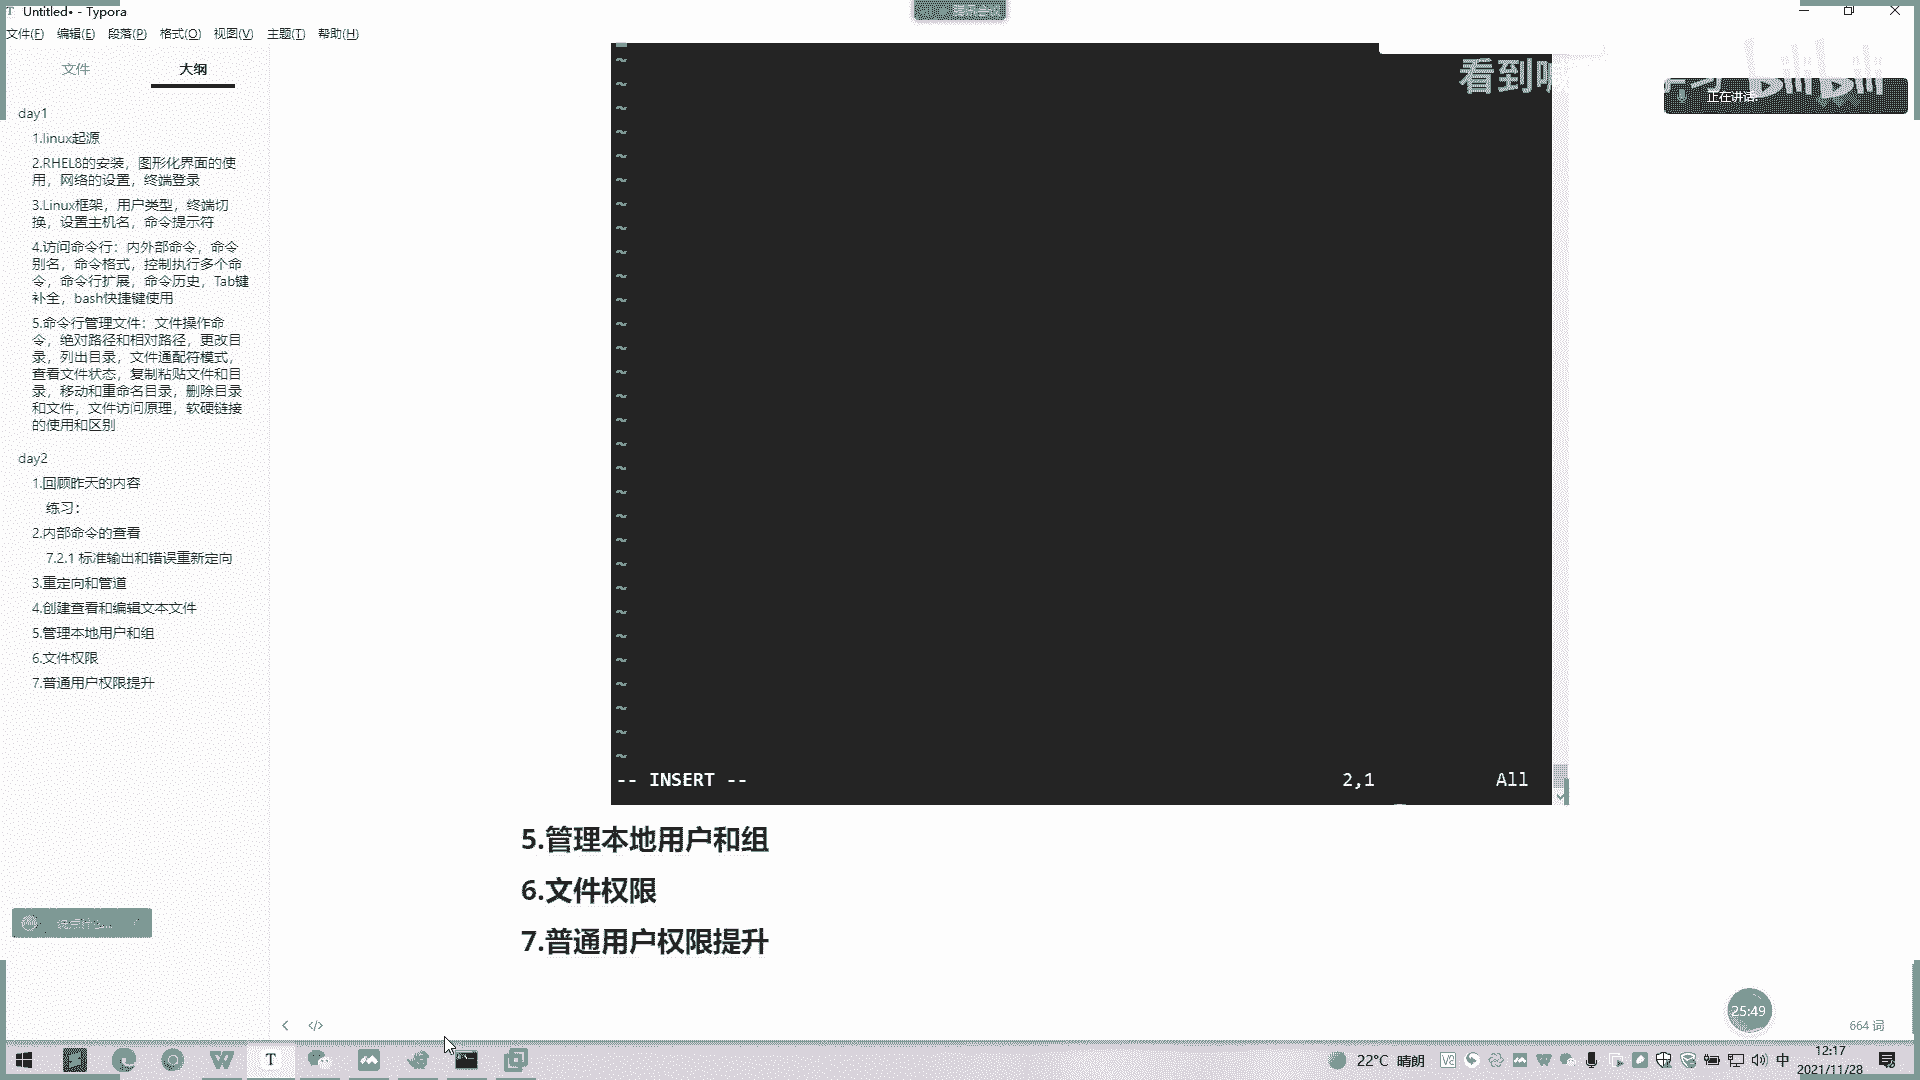 Untitled• - Typora
文件(F) 编辑(E) 段落(P) 格式(O) 视图(V) 主题(T) 帮助(H)
文件 大纲
day1
1.linux起源
2.RHEL8的安装，图形化界面的使
用，网络的设置，终端登录
3.Linux框架，用户类型，终端切
换，设置主机名，命令提示符
4.访问命令行：内外部命令，命令
别名，命令格式，控制执行多个命
令，命令行扩展，命令历史，Tab键
补全，bash快捷键使用
5.命令行管理文件：文件操作命
令，绝对路径和相对路径，更改目
录，列出目录，文件通配符模式，
查看文件状态，复制粘贴文件和目
录，移动和重命名目录，删除目录
和文件，文件访问原理，软硬链接
的使用和区别
day2
1.回顾昨天的内容
练习：
2.内部命令的查看
7.2.1 标准输出和错误重新定向
3.重定向和管道
4.创建查看和编辑文本文件
5.管理本地用户和组
6.文件权限
7.普通用户权限提升
看到喊
bilibili
正在讲话:
-- INSERT -- 2,1 All
5.管理本地用户和组
6.文件权限
7.普通用户权限提升
25:49
664 词
22°C 晴朗
中
12:17
2021/11/28